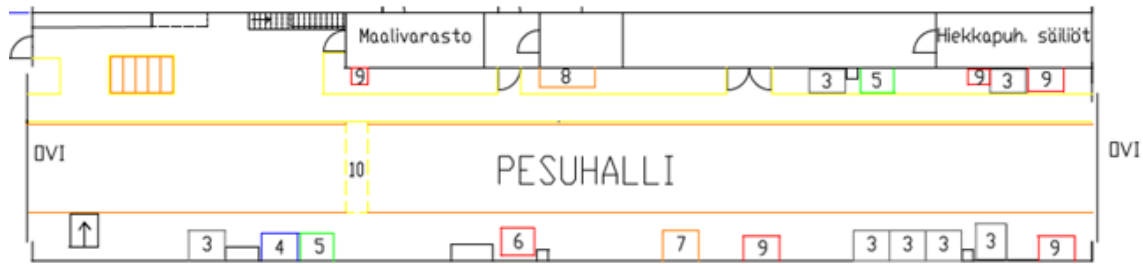 Maalivarasto
Hiekkapuh. säiliöt
9 8 3 5 9 3 9
OVI
10
PESUHALLI
OVI
3 4 5 6 7 9 3 3 3 3 9